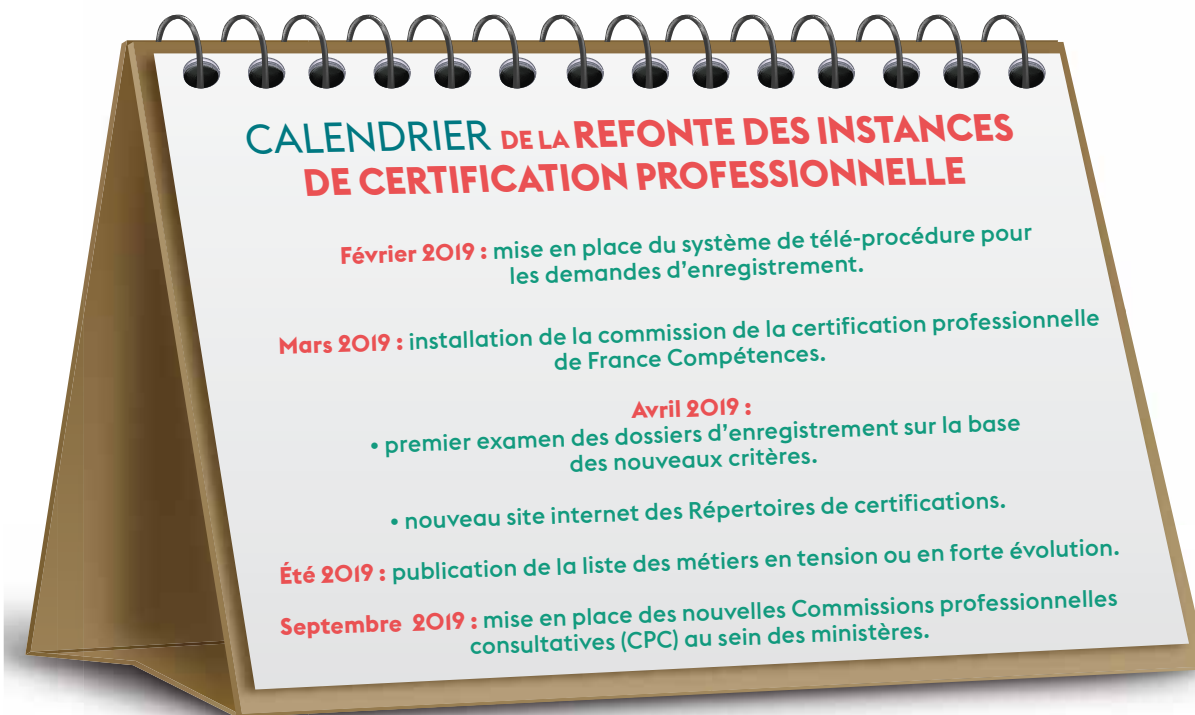 CALENDRIER DE LA REFONTE DES INSTANCES
DE CERTIFICATION PROFESSIONNELLE
Février 2019 : mise en place du système de télé-procédure pour
les demandes d'enregistrement.
Mars 2019 : installation de la commission de la certification professionnelle
de France Compétences.
Avril 2019 :
• premier examen des dossiers d'enregistrement sur la base
des nouveaux critères.
• nouveau site internet des Répertoires de certifications.
Été 2019 : publication de la liste des métiers en tension ou en forte évolution.
Septembre 2019 : mise en place des nouvelles Commissions professionnelles
consultatives (CPC) au sein des ministères.